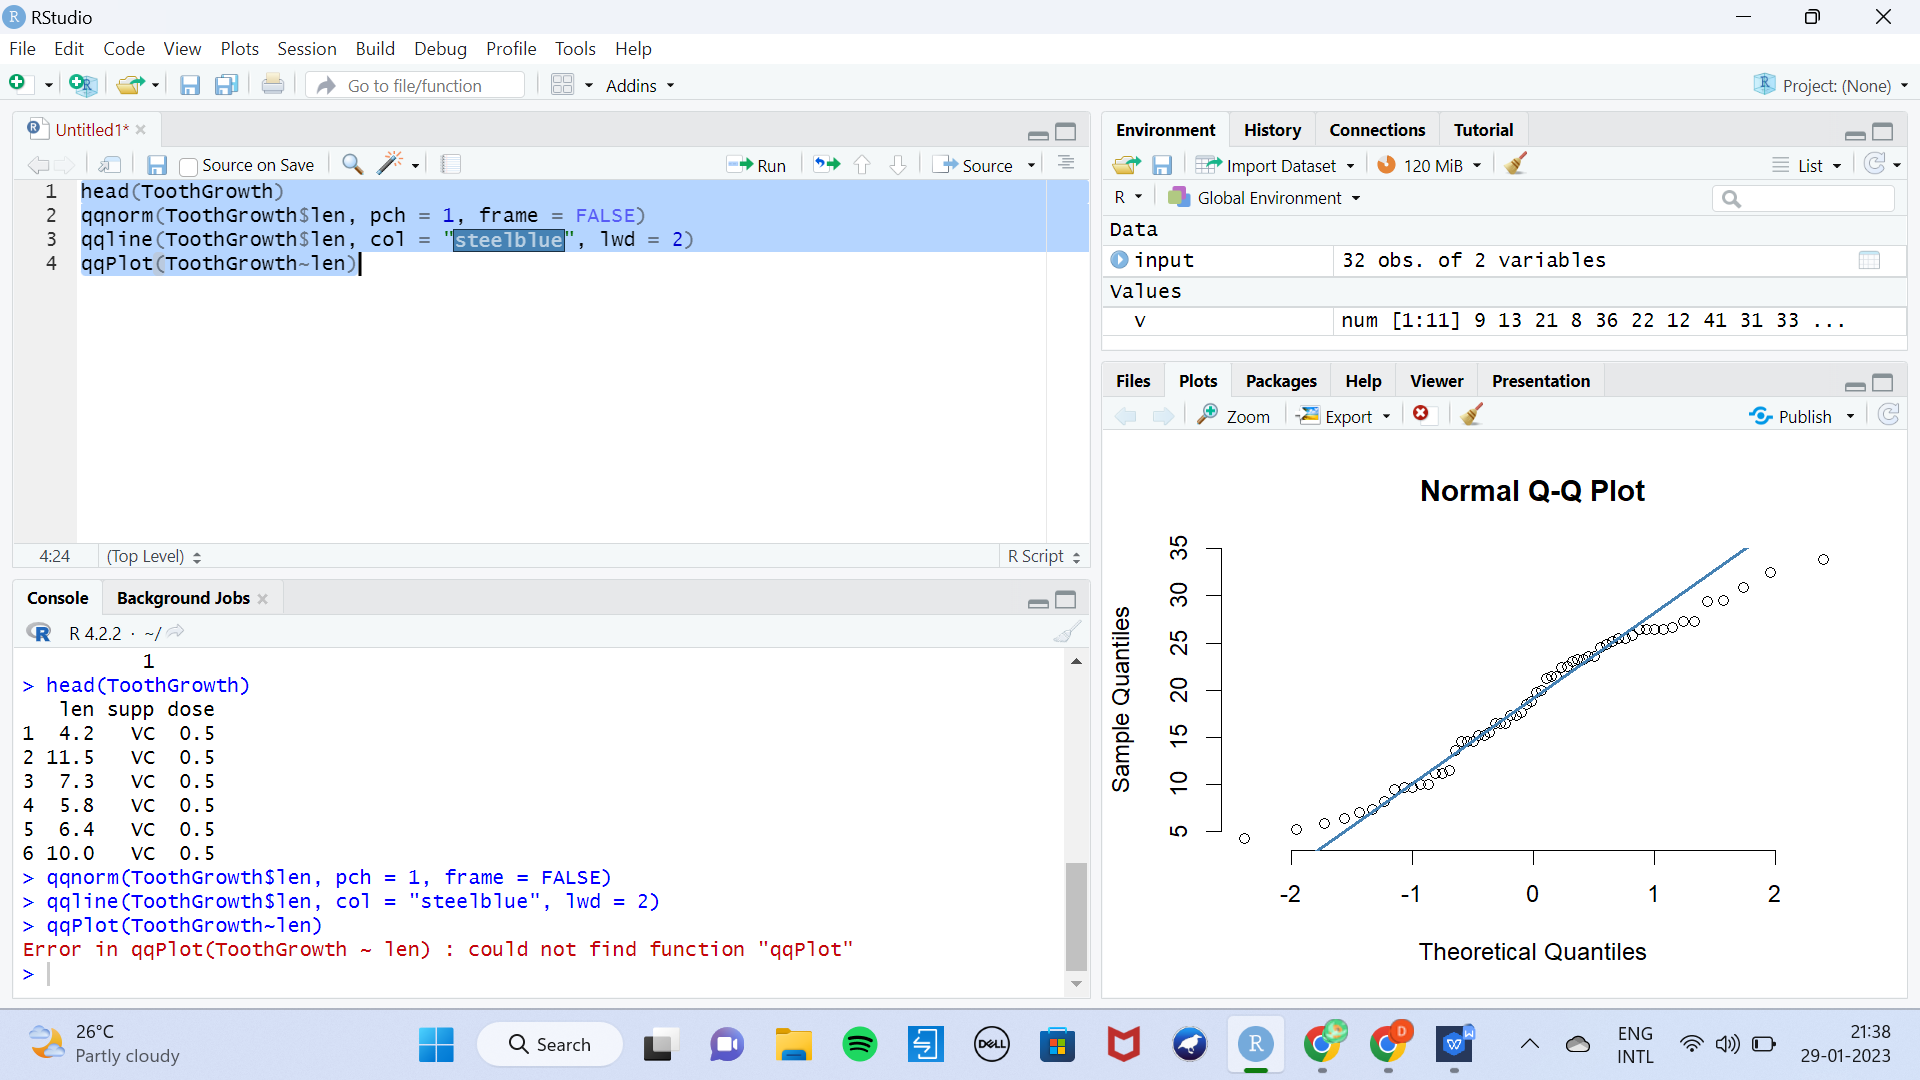 RStudio
File Edit Code View Plots Session Build Debug Profile Tools Help
Go to file/function Addins Project: (None)
Untitled1*
Source on Save Run Source
1 head(ToothGrowth)
2 qqnorm(ToothGrowth$len, pch = 1, frame = FALSE)
3 qqline(ToothGrowth$len, col = "steelblue", lwd = 2)
4 qqPlot(ToothGrowth~len)
4:24 (Top Level) R Script
Console Background Jobs
R 4.2.2 · ~/
1
> head(ToothGrowth)
len supp dose
1 4.2 VC 0.5
2 11.5 VC 0.5
3 7.3 VC 0.5
4 5.8 VC 0.5
5 6.4 VC 0.5
6 10.0 VC 0.5
> qqnorm(ToothGrowth$len, pch = 1, frame = FALSE)
> qqline(ToothGrowth$len, col = "steelblue", lwd = 2)
> qqPlot(ToothGrowth~len)
Error in qqPlot(ToothGrowth ~ len) : could not find function "qqPlot"
>
Environment History Connections Tutorial
Import Dataset 120 MiB List
R Global Environment
Data
input 32 obs. of 2 variables
Values
v num [1:11] 9 13 21 8 36 22 12 41 31 33 ...
Files Plots Packages Help Viewer Presentation
Zoom Export Publish
Normal Q-Q Plot
Sample Quantiles
35
30
25
20
15
10
5
-2 -1 0 1 2
Theoretical Quantiles
26°C
Partly cloudy
Search
DELL
R
D
W
ENG
INTL
21:38
29-01-2023